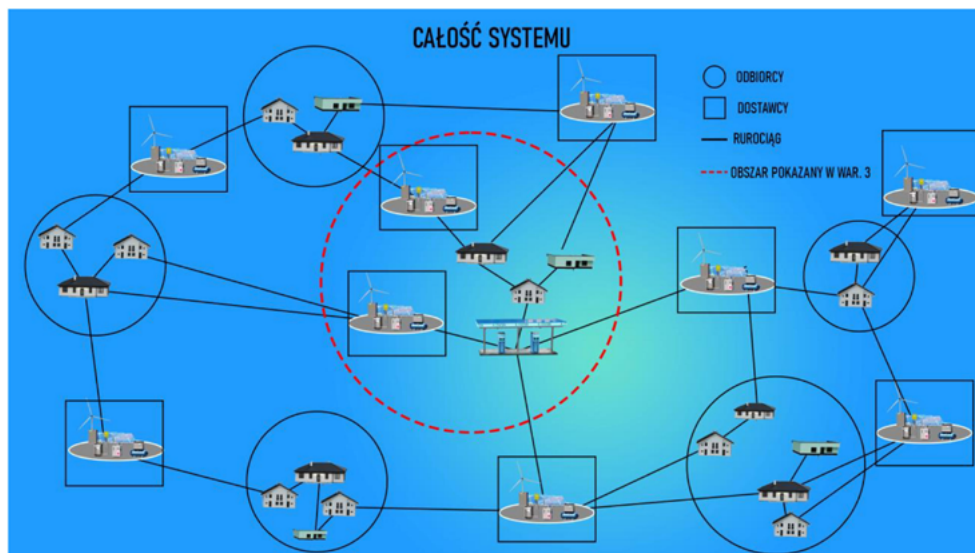 CAŁOŚĆ SYSTEMU
ODBIORCY
DOSTAWCY
RUROCIĄG
OBSZAR POKAZANY W WAR. 3